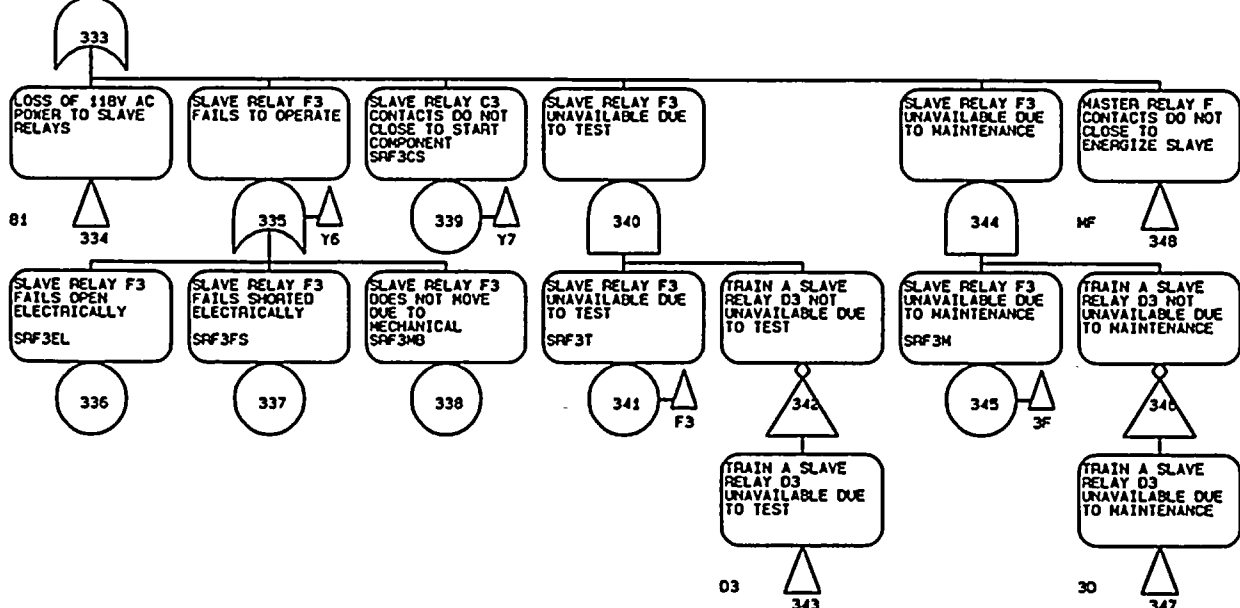 333
LOSS OF 118V AC
POWER TO SLAVE
RELAYS
SLAVE RELAY F3
FAILS TO OPERATE
SLAVE RELAY C3
CONTACTS DO NOT
CLOSE TO START
COMPONENT
SRF3CS
SLAVE RELAY F3
UNAVAILABLE DUE
TO TEST
SLAVE RELAY F3
UNAVAILABLE DUE
TO MAINTENANCE
MASTER RELAY F
CONTACTS DO NOT
CLOSE TO
ENERGIZE SLAVE
81
334
335
Y6
339
Y7
340
344
MF
348
SLAVE RELAY F3
FAILS OPEN
ELECTRICALLY
SRF3EL
SLAVE RELAY F3
FAILS SHORTED
ELECTRICALLY
SRF3FS
SLAVE RELAY F3
DOES NOT MOVE
DUE TO
MECHANICAL
SRF3MB
SLAVE RELAY F3
UNAVAILABLE DUE
TO TEST
SRF3T
TRAIN A SLAVE
RELAY D3 NOT
UNAVAILABLE DUE
TO TEST
SLAVE RELAY F3
UNAVAILABLE DUE
TO MAINTENANCE
SRF3M
TRAIN A SLAVE
RELAY D3 NOT
UNAVAILABLE DUE
TO MAINTENANCE
336
337
338
341
F3
342
345
3F
346
TRAIN A SLAVE
RELAY D3
UNAVAILABLE DUE
TO TEST
TRAIN A SLAVE
RELAY D3
UNAVAILABLE DUE
TO MAINTENANCE
D3
343
3D
347